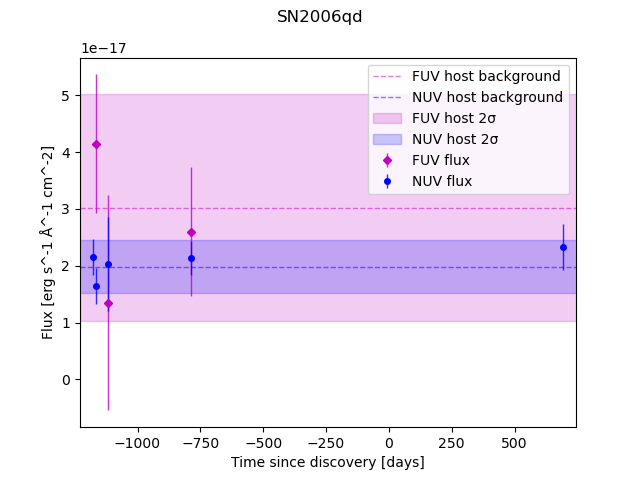 SN2006qd
1e−17
FUV host background
NUV host background
FUV host 2σ
NUV host 2σ
FUV flux
NUV flux
5
4
3
2
1
0
Flux [erg s^-1 Å^-1 cm^-2]
−1000 −750 −500 −250 0 250 500
Time since discovery [days]